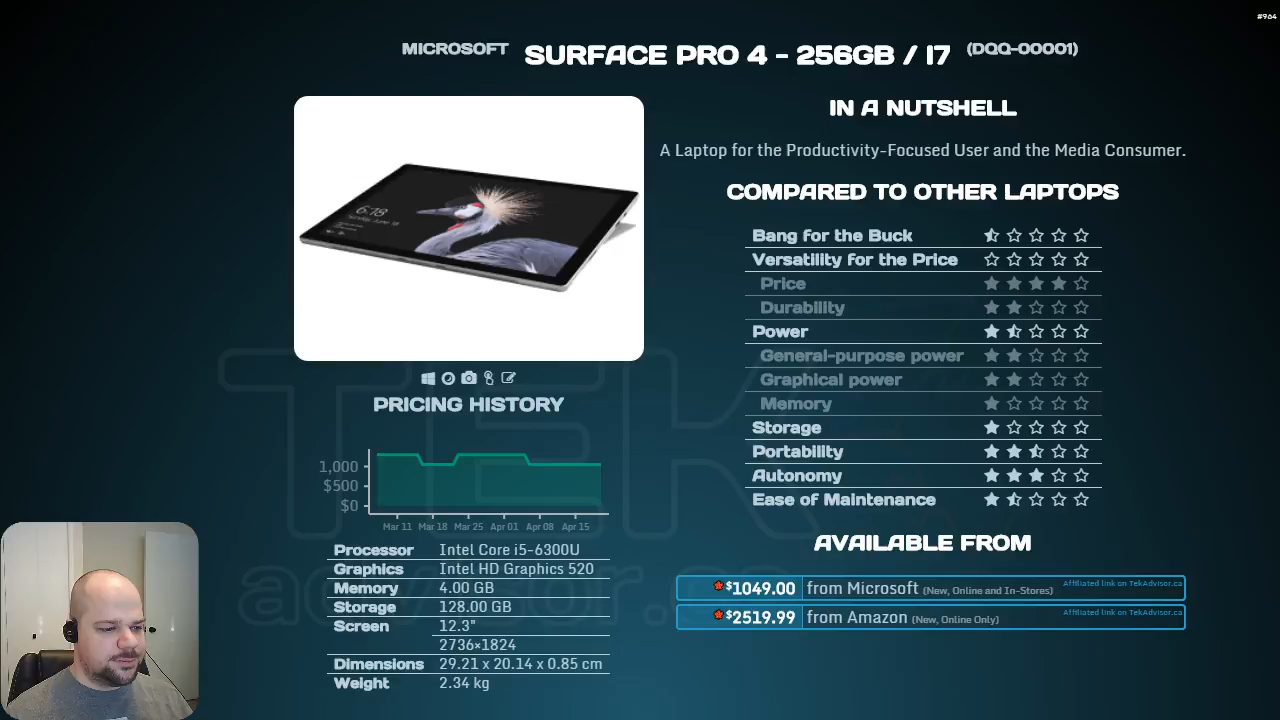 #964
MICROSOFT SURFACE PRO 4 - 256GB / I7 (DQQ-00001)
IN A NUTSHELL
A Laptop for the Productivity-Focused User and the Media Consumer.
COMPARED TO OTHER LAPTOPS
Bang for the Buck
Versatility for the Price
Price
Durability
Power
General-purpose power
Graphical power
Memory
Storage
Portability
Autonomy
Ease of Maintenance
AVAILABLE FROM
$1049.00 from Microsoft (New, Online and In-Stores) Affiliated link on TekAdvisor.ca
$2519.99 from Amazon (New, Online Only) Affiliated link on TekAdvisor.ca
6:18
PRICING HISTORY
1,000
$500
$0
Mar 11 Mar 18 Mar 25 Apr 01 Apr 08 Apr 15
Processor Intel Core i5-6300U
Graphics Intel HD Graphics 520
Memory 4.00 GB
Storage 128.00 GB
Screen 12.3"
2736×1824
Dimensions 29.21 x 20.14 x 0.85 cm
Weight 2.34 kg
TEK